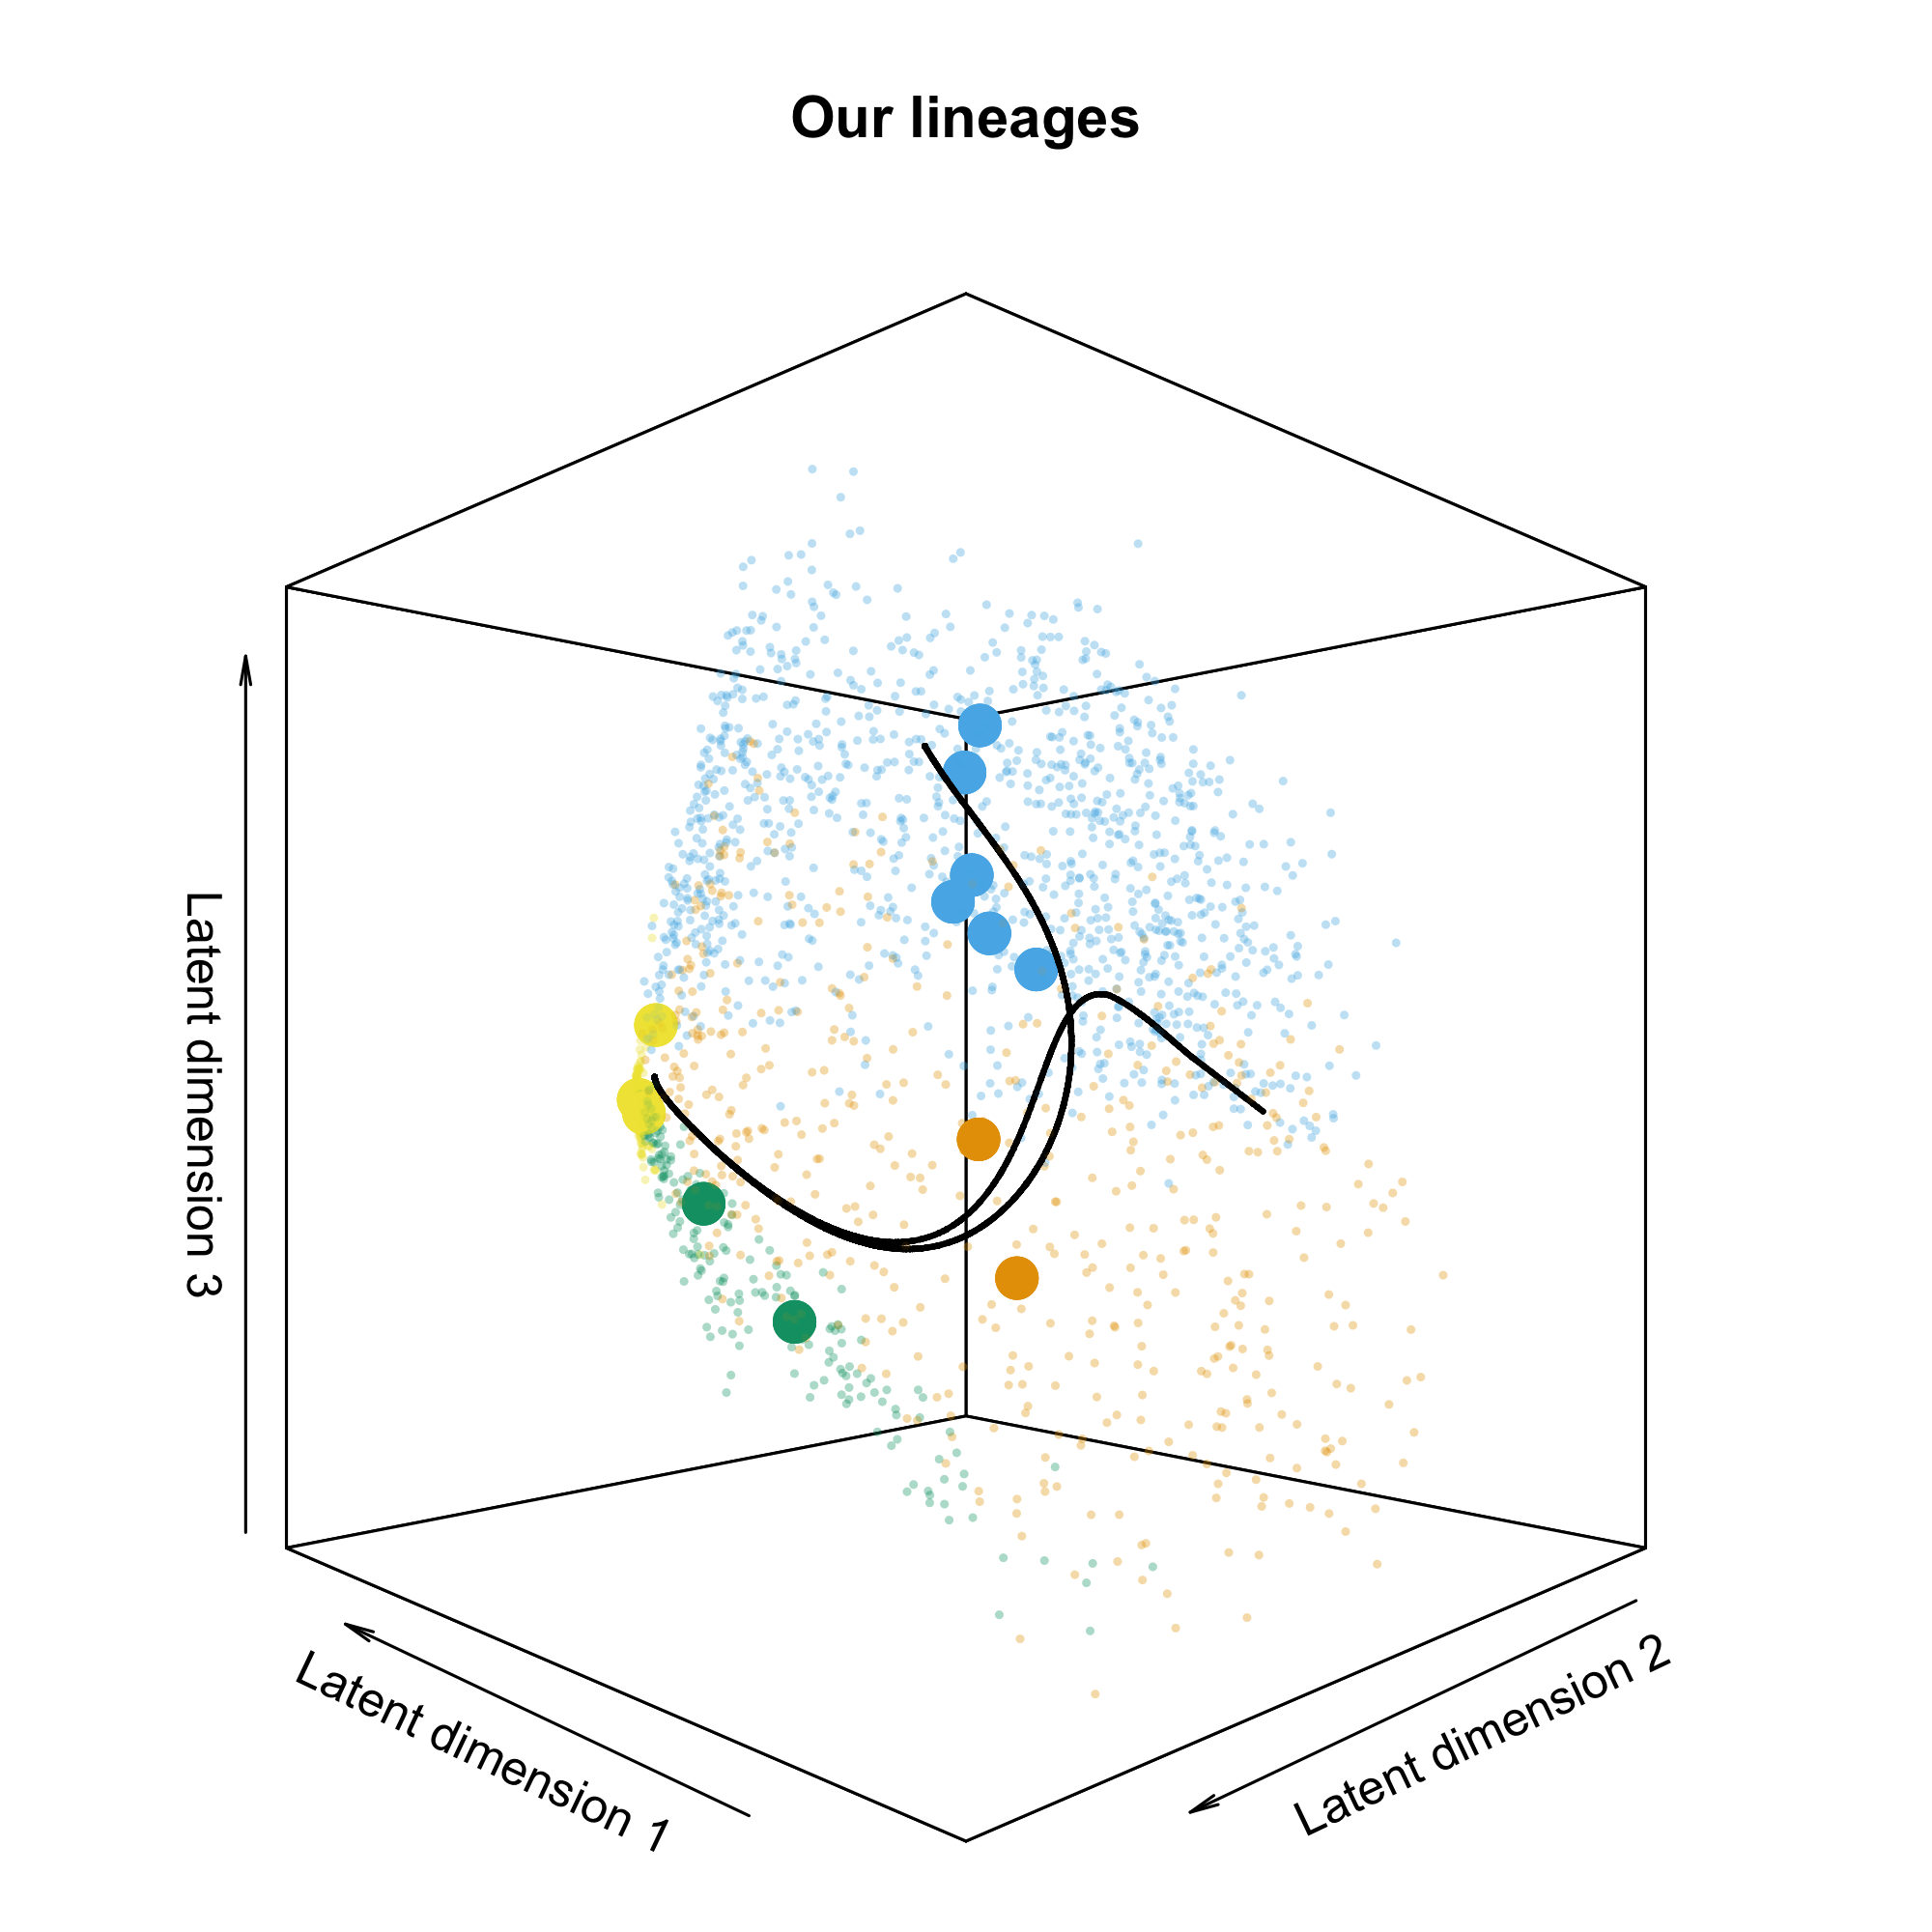 Our lineages
Latent dimension 3
Latent dimension 1
Latent dimension 2